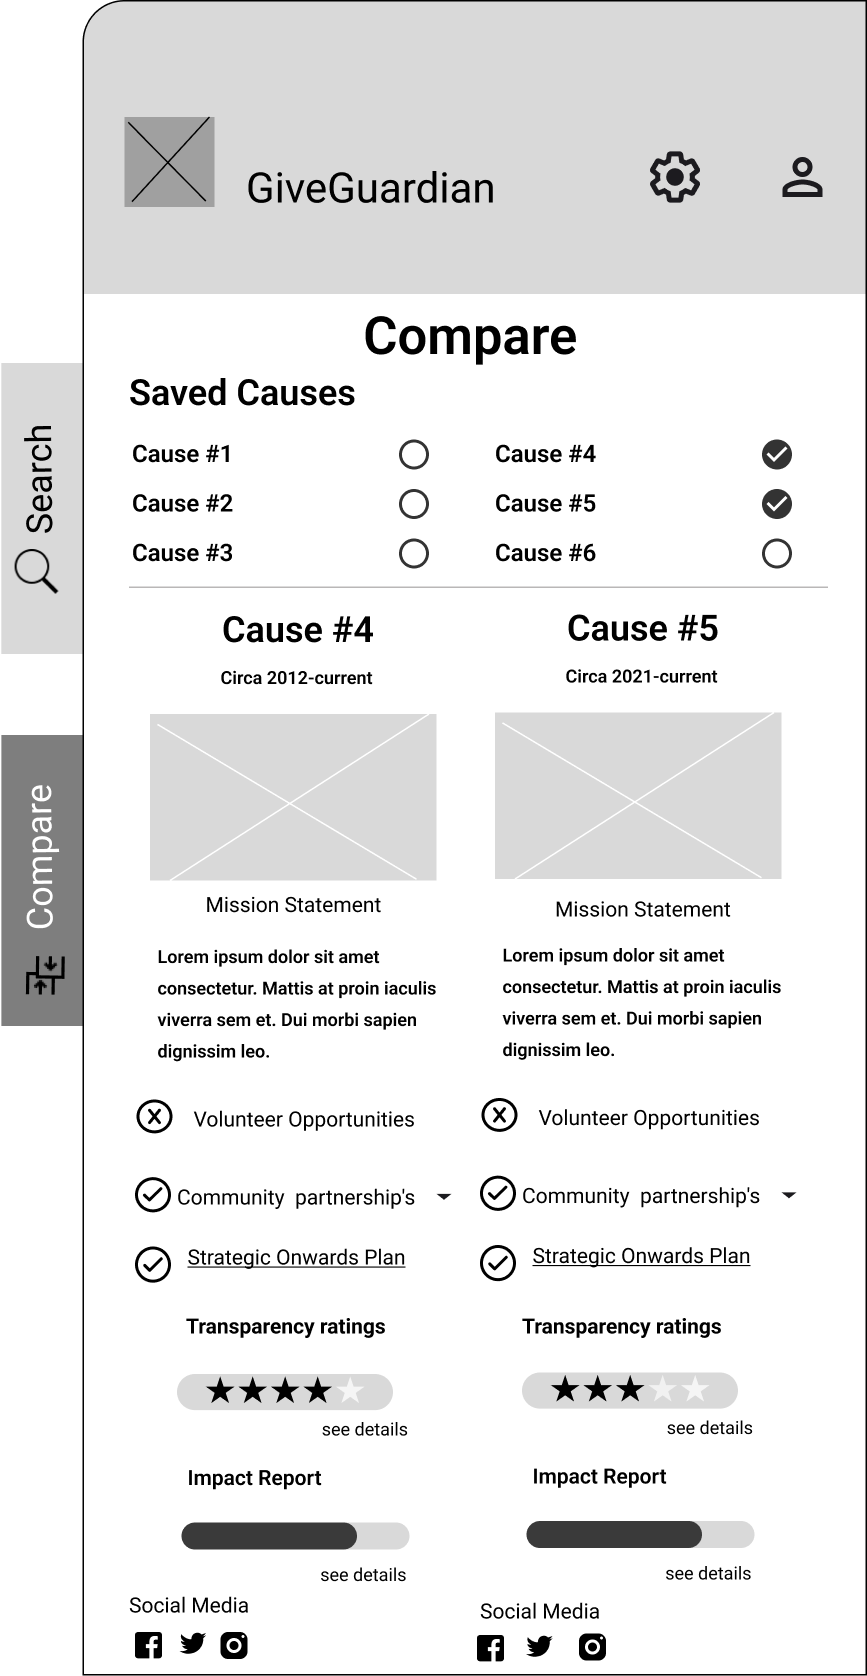 GiveGuardian
Compare
Saved Causes
Cause #1
Cause #4
Cause #2
Cause #5
Cause #3
Cause #6
Search
Compare
Cause #4
Circa 2012-current
Mission Statement
Lorem ipsum dolor sit amet
consectetur. Mattis at proin iaculis
viverra sem et. Dui morbi sapien
dignissim leo.
Volunteer Opportunities
Community partnership's
Strategic Onwards Plan
Transparency ratings
see details
Impact Report
see details
Social Media
Cause #5
Circa 2021-current
Mission Statement
Lorem ipsum dolor sit amet
consectetur. Mattis at proin iaculis
viverra sem et. Dui morbi sapien
dignissim leo.
Volunteer Opportunities
Community partnership's
Strategic Onwards Plan
Transparency ratings
see details
Impact Report
see details
Social Media